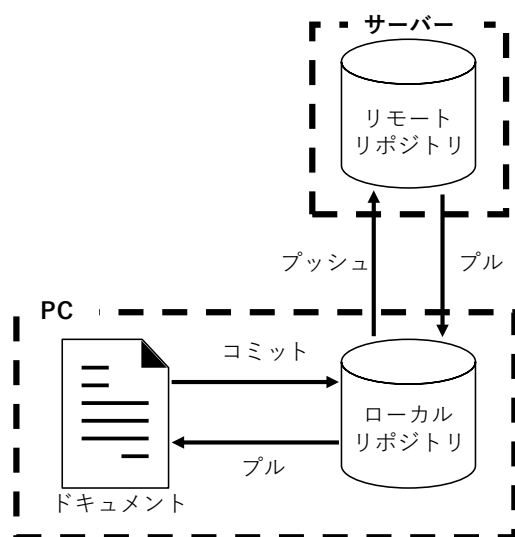 サーバー
リモート
リポジトリ
プッシュ
プル
PC
コミット
ローカル
リポジトリ
プル
ドキュメント